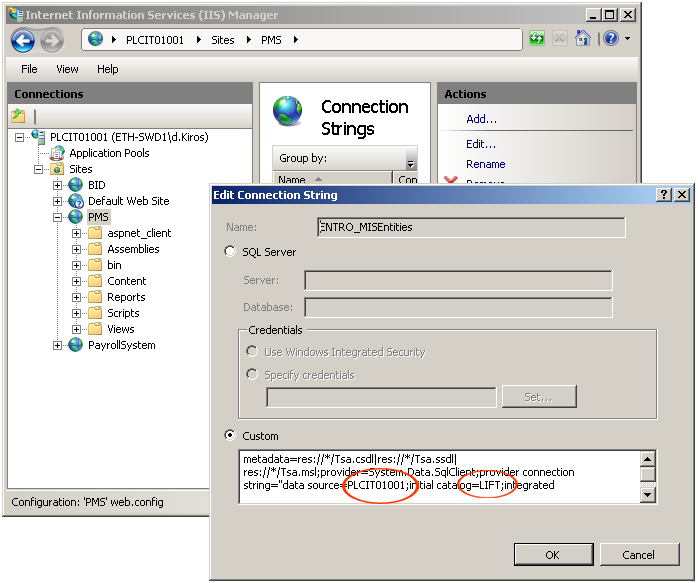 Internet Information Services (IIS) Manager
PLCIT01001 Sites PMS
File View Help
Connections
PLCIT01001 (ETH-SWD1\d.Kiros)
Application Pools
Sites
BID
Default Web Site
PMS
aspnet_client
Assemblies
bin
Content
Reports
Scripts
Views
PayrollSystem
Configuration: 'PMS' web.config
Connection
Strings
Group by:
Name Con
Actions
Add...
Edit...
Rename
Remove
Edit Connection String
Name: ENTRO_MISEntities
SQL Server
Server:
Database:
Credentials
Use Windows Integrated Security
Specify credentials
Set...
Custom
metadata=res://*/Tsa.csdl|res://*/Tsa.ssdl|
res://*/Tsa.msl;provider=System.Data.SqlClient;provider connection
string="data source=PLCIT01001;initial catalog=LIFT;integrated
OK Cancel